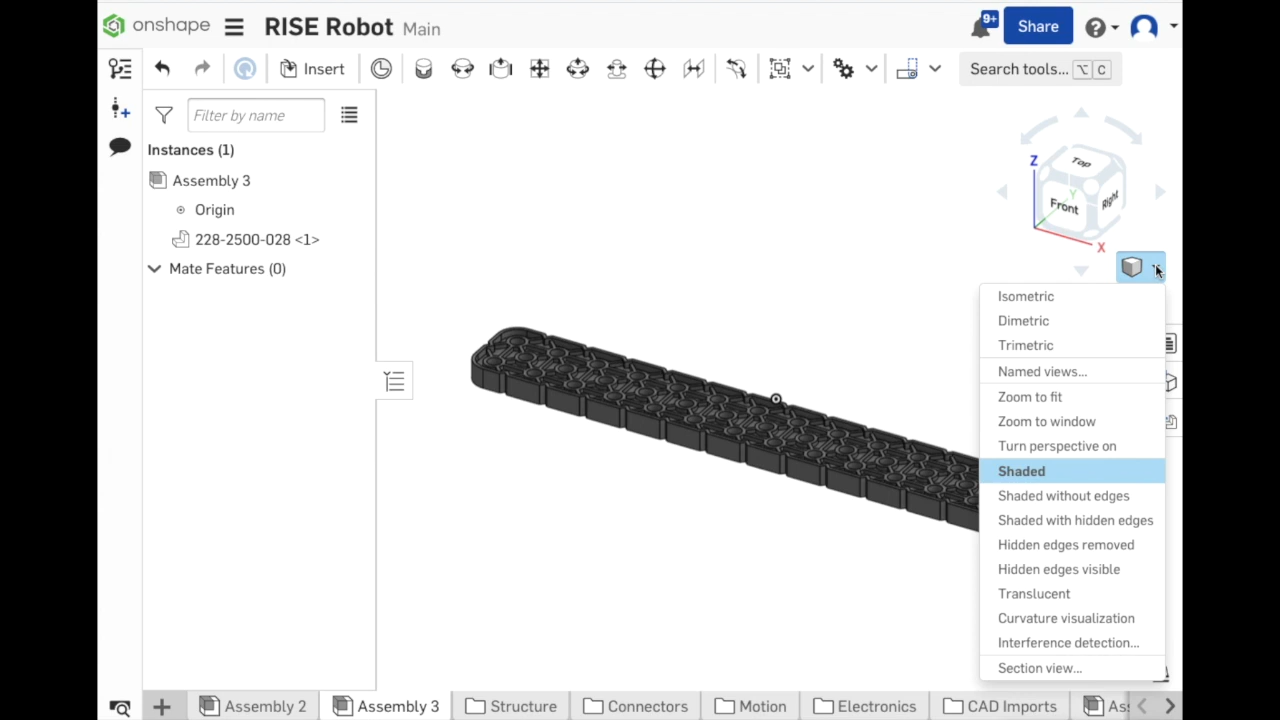 onshape
RISE Robot Main
9+
Share
Insert
Search tools... ⌥ C
Filter by name
Instances (1)
Assembly 3
Origin
228-2500-028 <1>
Mate Features (0)
Top
Front
Right
Z
Y
X
Isometric
Dimetric
Trimetric
Named views...
Zoom to fit
Zoom to window
Turn perspective on
Shaded
Shaded without edges
Shaded with hidden edges
Hidden edges removed
Hidden edges visible
Translucent
Curvature visualization
Interference detection...
Section view...
Assembly 2
Assembly 3
Structure
Connectors
Motion
Electronics
CAD Imports